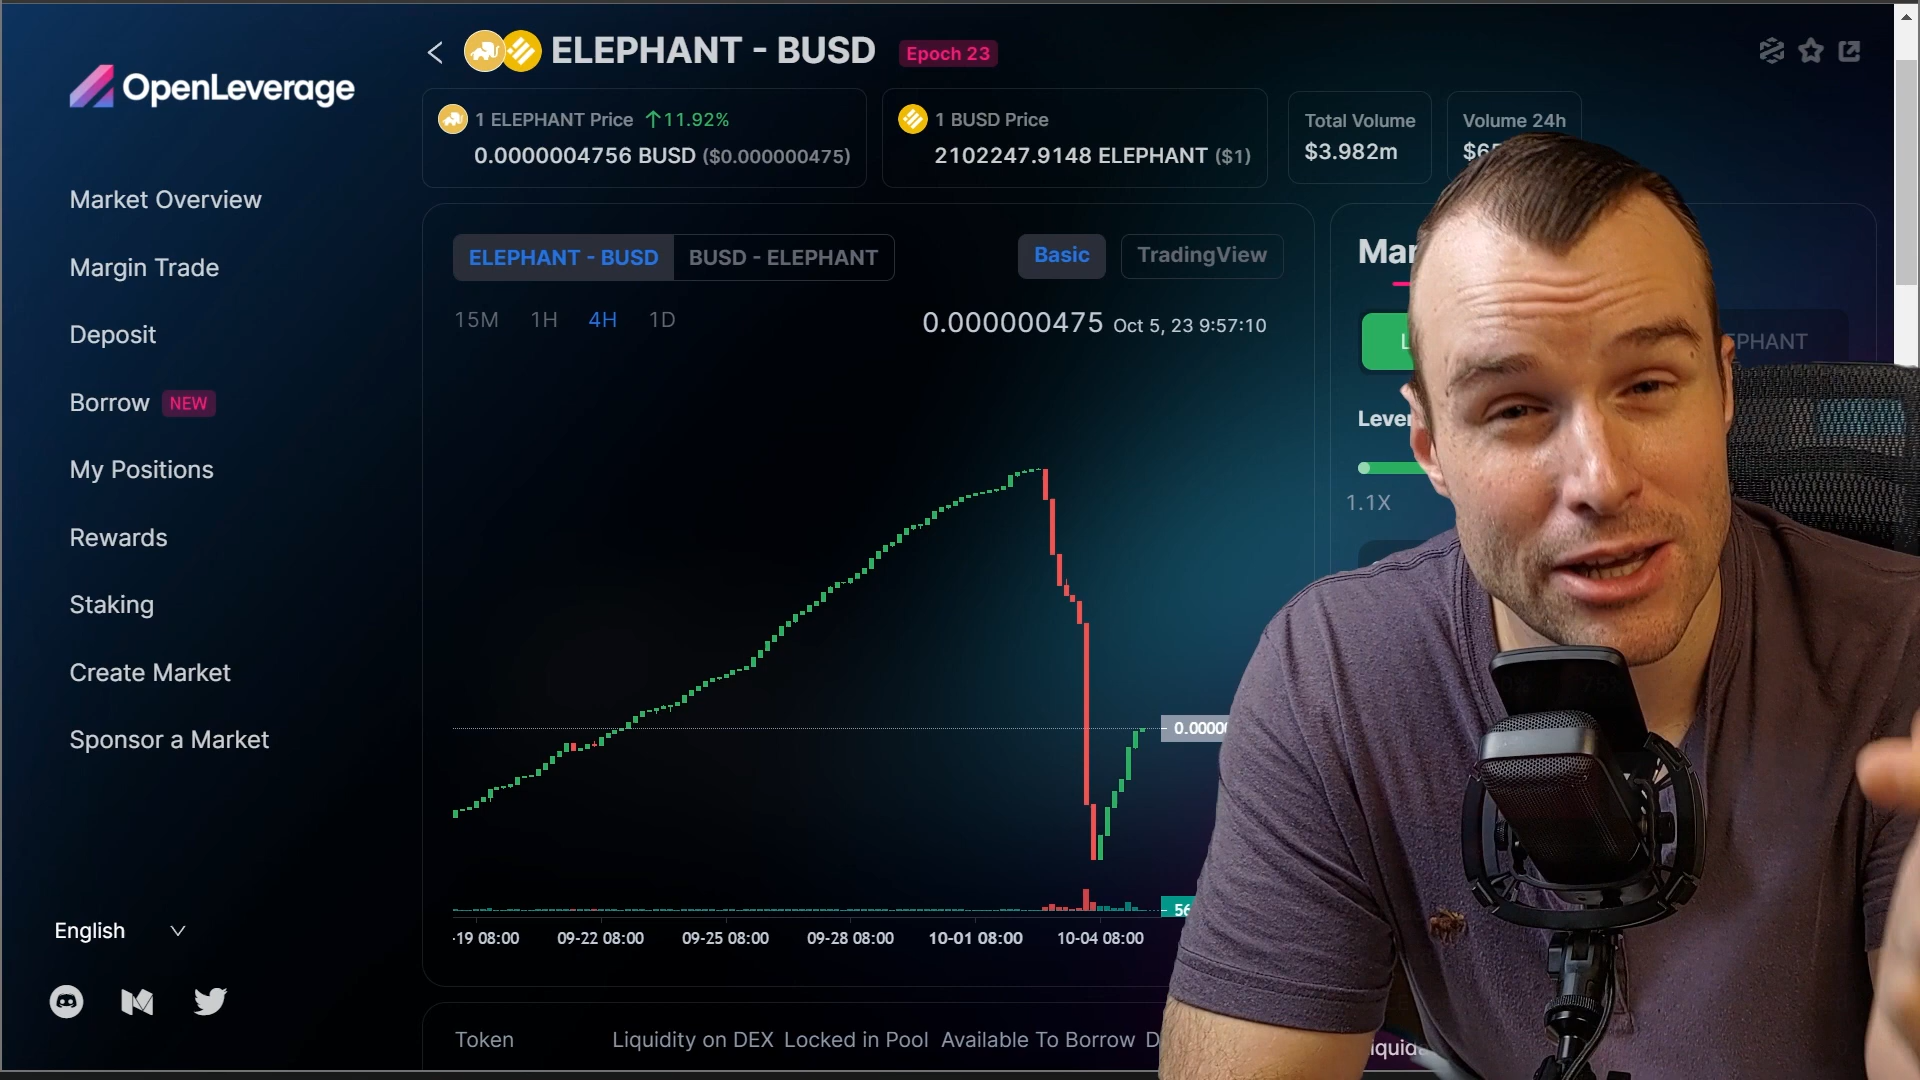 ELEPHANT - BUSD Epoch 23
OpenLeverage
1 ELEPHANT Price ↑11.92%
0.0000004756 BUSD ($0.000000475)
1 BUSD Price
2102247.9148 ELEPHANT ($1)
Total Volume
$3.982m
Volume 24h
Market Overview
Margin Trade
Deposit
Borrow NEW
My Positions
Rewards
Staking
Create Market
Sponsor a Market
English
ELEPHANT - BUSD BUSD - ELEPHANT
Basic TradingView
15M 1H 4H 1D
0.000000475 Oct 5, 23 9:57:10
1.1X
-19 08:00 09-22 08:00 09-25 08:00 09-28 08:00 10-01 08:00 10-04 08:00
Token Liquidity on DEX Locked in Pool Available To Borrow